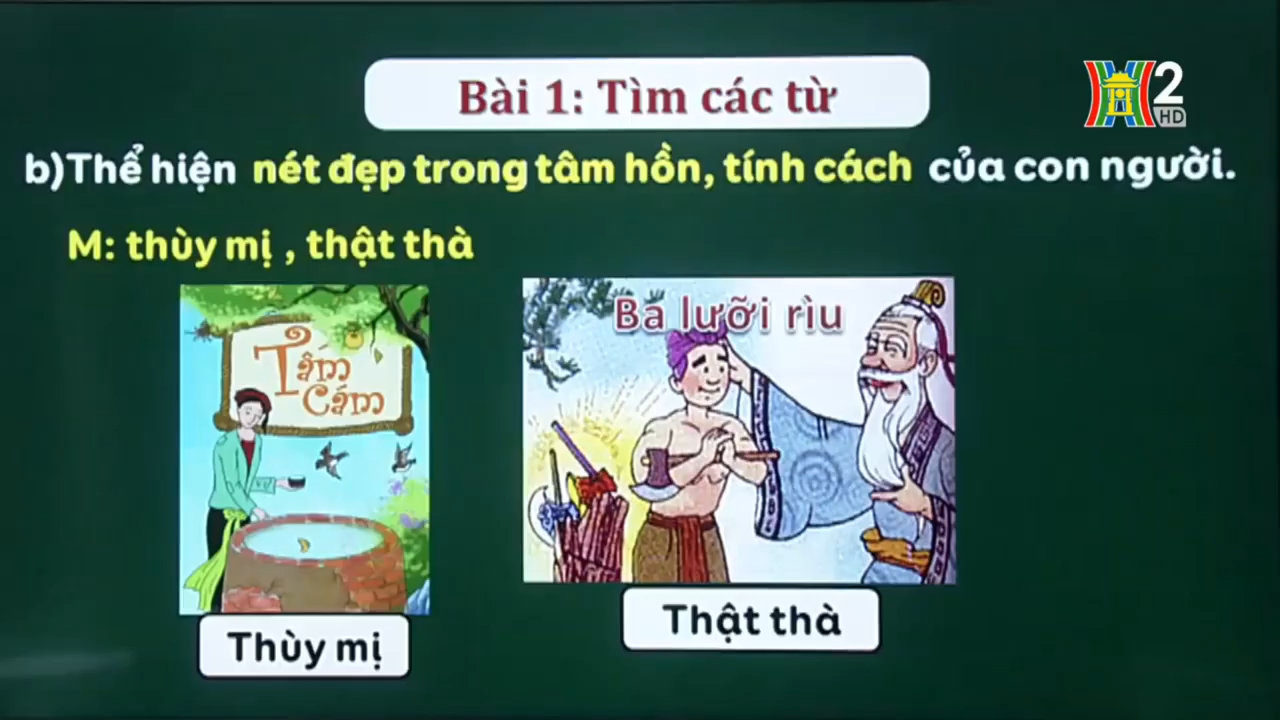 Bài 1: Tìm các từ
2
HD
b)Thể hiện nét đẹp trong tâm hồn, tính cách của con người.
M: thùy mị , thật thà
Tấm
Cám
Ba lưỡi rìu
Thùy mị
Thật thà